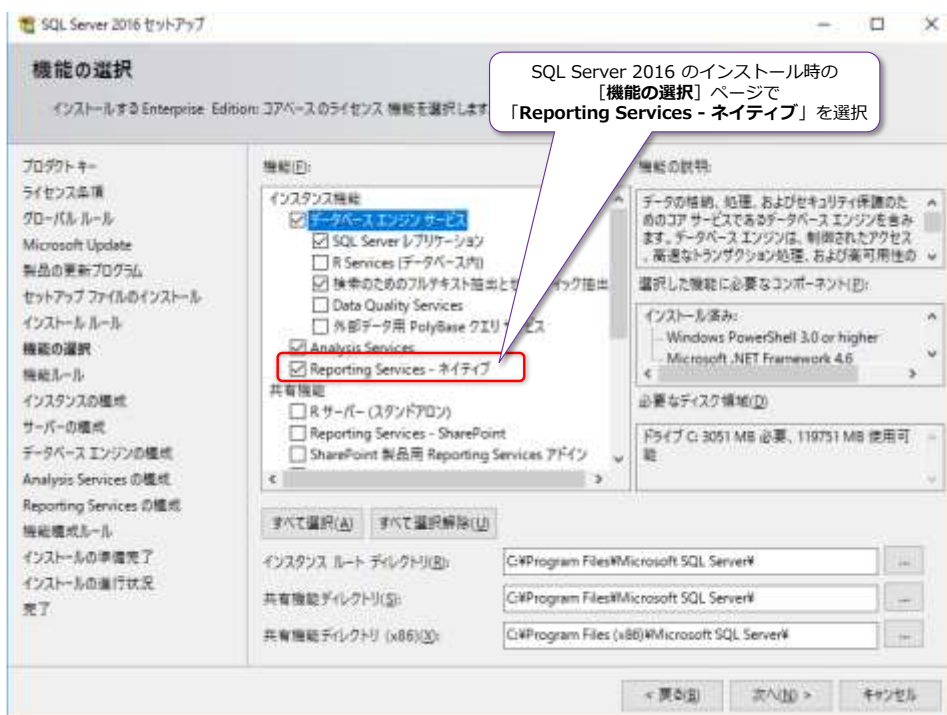 SQL Server 2016 セットアップ
機能の選択
インストールする Enterprise Edition: コアベースのライセンス 機能を選択します
SQL Server 2016 のインストール時の
［機能の選択］ページで
「Reporting Services - ネイティブ」を選択
プロダクト キー
ライセンス条項
グローバル ルール
Microsoft Update
製品の更新プログラム
セットアップ ファイルのインストール
インストール ルール
機能の選択
機能ルール
インスタンスの構成
サーバーの構成
データベース エンジンの構成
Analysis Services の構成
Reporting Services の構成
機能構成ルール
インストールの準備完了
インストールの進行状況
完了
機能(F):
インスタンス機能
データベース エンジン サービス
SQL Server レプリケーション
R Services (データベース内)
検索のためのフルテキスト抽出とセ ィック抽出
Data Quality Services
外部データ用 PolyBase クエリ サービス
Analysis Services
Reporting Services - ネイティブ
共有機能
R サーバー (スタンドアロン)
Reporting Services - SharePoint
SharePoint 製品用 Reporting Services アドイン
機能の説明:
データの格納、処理、およびセキュリティ保護のた
めのコア サービスであるデータベース エンジンを含み
ます。データベース エンジンは、制御されたアクセス
、高速なトランザクション処理、および高可用性の
選択した機能に必要なコンポーネント(P):
インストール済み:
Windows PowerShell 3.0 or higher
Microsoft .NET Framework 4.6
必要なディスク領域(D)
ドライブ C: 3051 MB 必要、119751 MB 使用可
能
すべて選択(A) すべて選択解除(U)
インスタンス ルート ディレクトリ(R): C:¥Program Files¥Microsoft SQL Server¥ ...
共有機能ディレクトリ(S): C:¥Program Files¥Microsoft SQL Server¥ ...
共有機能ディレクトリ (x86)(X): C:¥Program Files (x86)¥Microsoft SQL Server¥ ...
< 戻る(B) 次へ(N) > キャンセル